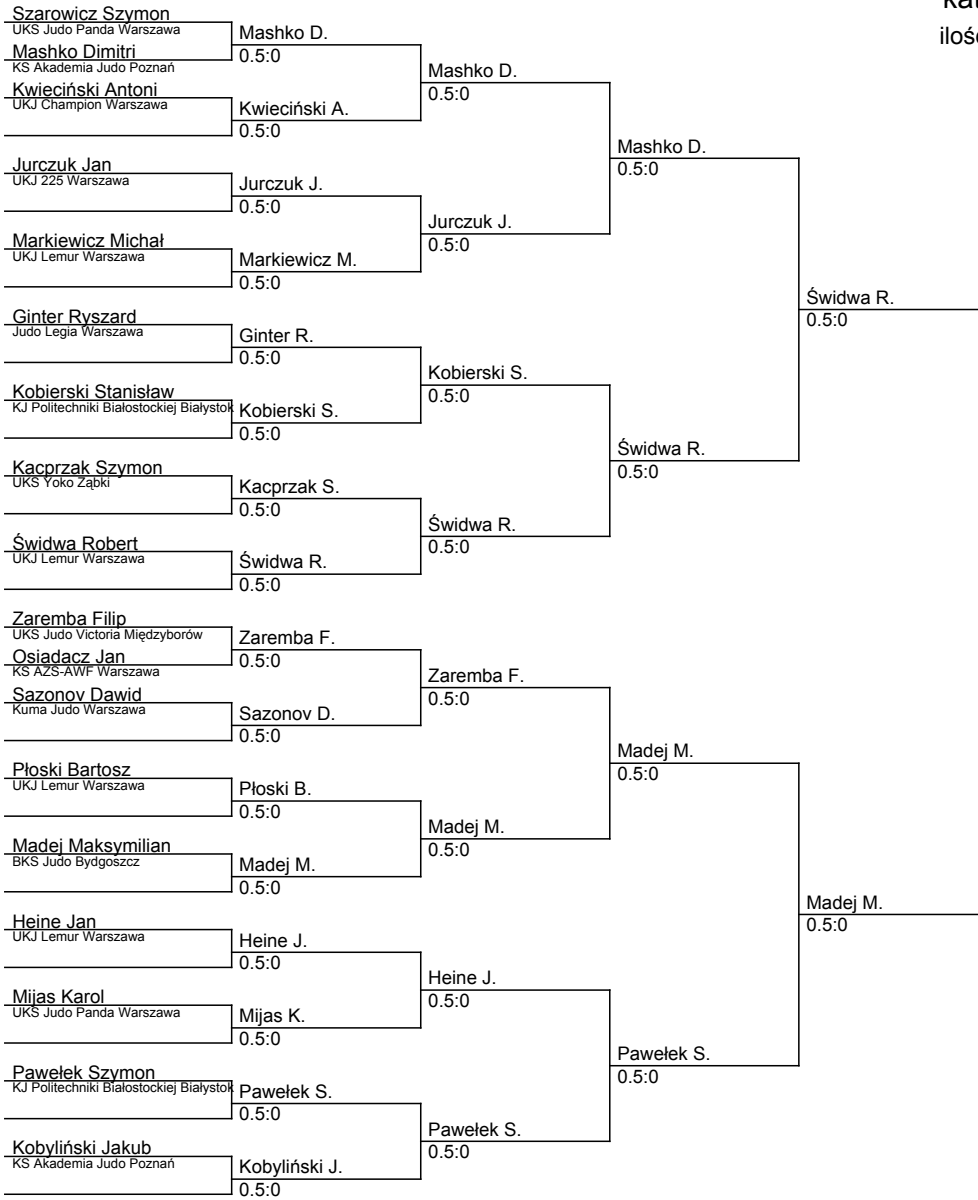 Szarowicz Szymon
UKS Judo Panda Warszawa
Mashko Dimitri
KS Akademia Judo Poznań
Kwieciński Antoni
UKJ Champion Warszawa
Jurczuk Jan
UKJ 225 Warszawa
Markiewicz Michał
UKJ Lemur Warszawa
Ginter Ryszard
Judo Legia Warszawa
Kobierski Stanisław
KJ Politechniki Białostockiej Białystok
Kacprzak Szymon
UKS Yoko Ząbki
Świdwa Robert
UKJ Lemur Warszawa
Zaremba Filip
UKS Judo Victoria Międzyborów
Osiadacz Jan
KS AZS-AWF Warszawa
Sazonov Dawid
Kuma Judo Warszawa
Płoski Bartosz
UKJ Lemur Warszawa
Madej Maksymilian
BKS Judo Bydgoszcz
Heine Jan
UKJ Lemur Warszawa
Mijas Karol
UKS Judo Panda Warszawa
Pawełek Szymon
KJ Politechniki Białostockiej Białystok
Kobyliński Jakub
KS Akademia Judo Poznań
Mashko D.
0.5:0
Kwieciński A.
0.5:0
Jurczuk J.
0.5:0
Markiewicz M.
0.5:0
Ginter R.
0.5:0
Kobierski S.
0.5:0
Kacprzak S.
0.5:0
Świdwa R.
0.5:0
Zaremba F.
0.5:0
Sazonov D.
0.5:0
Płoski B.
0.5:0
Madej M.
0.5:0
Heine J.
0.5:0
Mijas K.
0.5:0
Pawełek S.
0.5:0
Kobyliński J.
0.5:0
Mashko D.
0.5:0
Jurczuk J.
0.5:0
Kobierski S.
0.5:0
Świdwa R.
0.5:0
Zaremba F.
0.5:0
Madej M.
0.5:0
Heine J.
0.5:0
Pawełek S.
0.5:0
Mashko D.
0.5:0
Świdwa R.
0.5:0
Madej M.
0.5:0
Pawełek S.
0.5:0
Świdwa R.
0.5:0
Madej M.
0.5:0